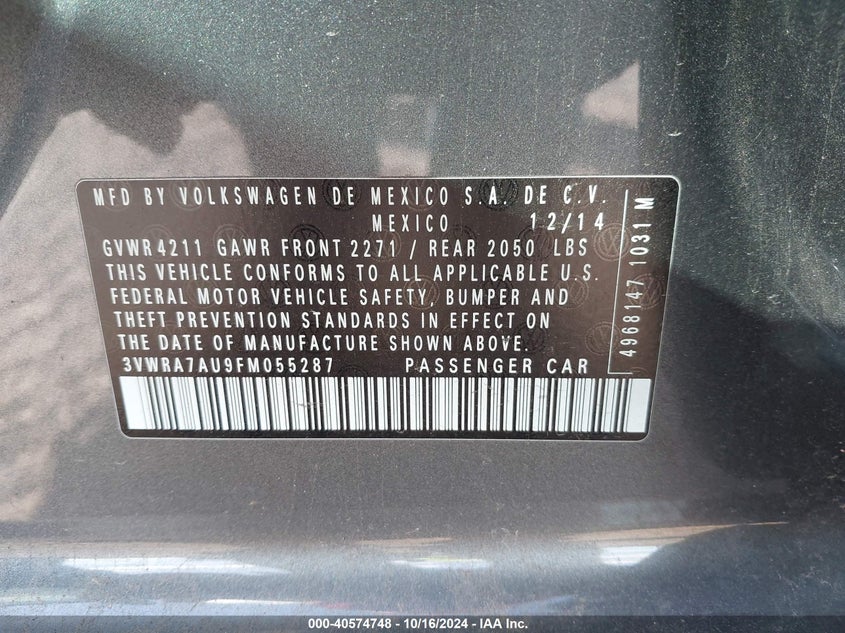 MFD BY VOLKSWAGEN DE MEXICO S.A. DE C.V.
MEXICO 12/14
GVWR 4211 GAWR FRONT 2271 / REAR 2050 LBS
THIS VEHICLE CONFORMS TO ALL APPLICABLE U.S.
FEDERAL MOTOR VEHICLE SAFETY, BUMPER AND
THEFT PREVENTION STANDARDS IN EFFECT ON
THE DATE OF MANUFACTURE SHOWN ABOVE.
3VWRA7AU9FM055287 PASSENGER CAR
4968147 1031 M
000-40574748 - 10/16/2024 - IAA Inc.